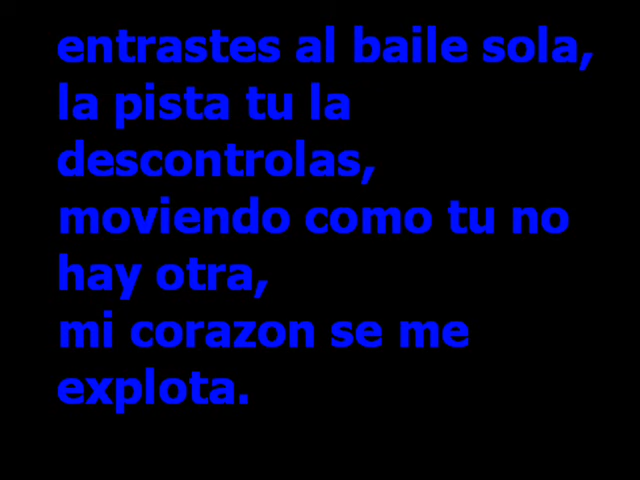 entrastes al baile sola,
la pista tu la
descontrolas,
moviendo como tu no
hay otra,
mi corazon se me
explota.